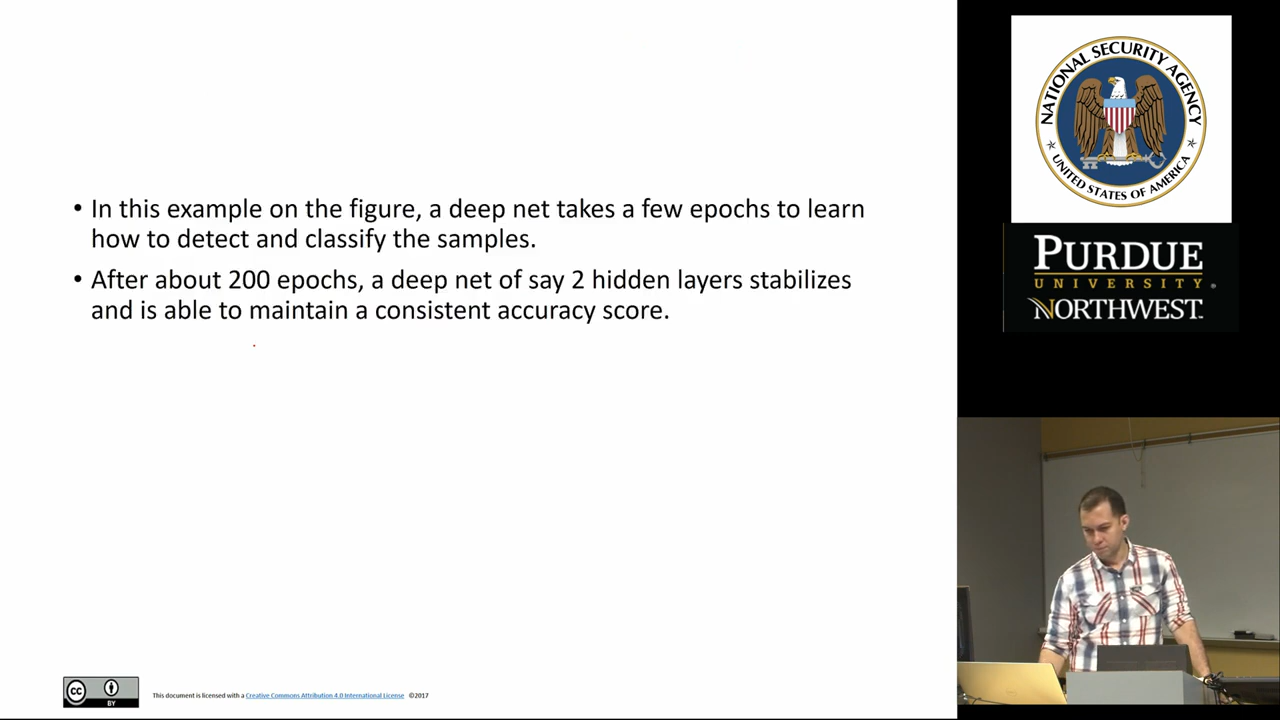 • In this example on the figure, a deep net takes a few epochs to learn
how to detect and classify the samples.
• After about 200 epochs, a deep net of say 2 hidden layers stabilizes
and is able to maintain a consistent accuracy score.
NATIONAL SECURITY AGENCY
UNITED STATES OF AMERICA
PURDUE
UNIVERSITY®
NORTHWEST™
cc BY
This document is licensed with a Creative Commons Attribution 4.0 International License ©2017